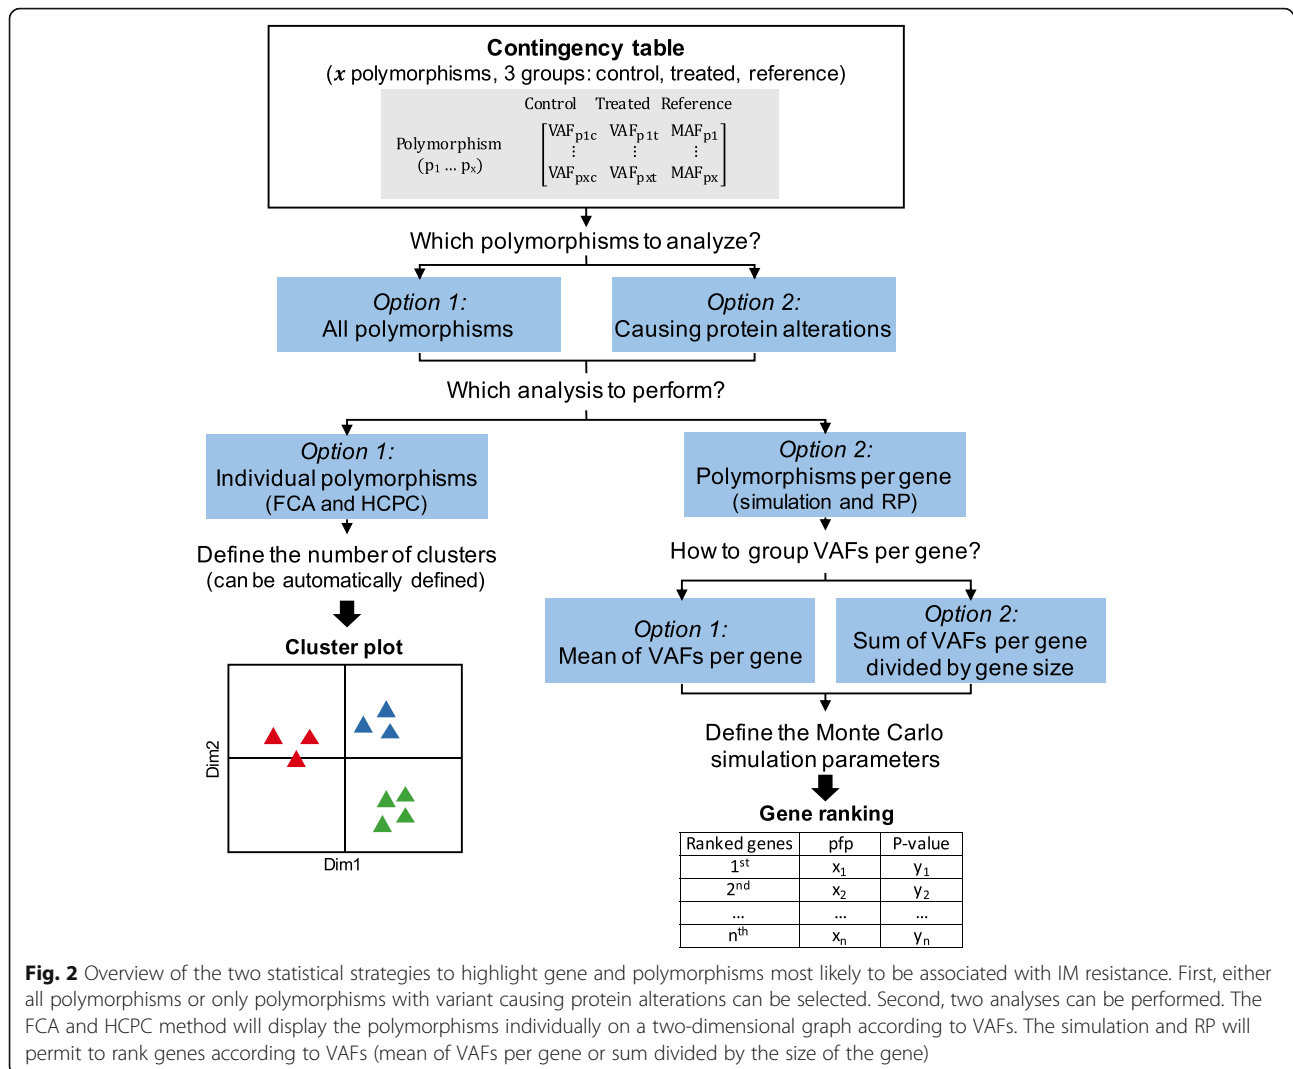 Contingency table
(x polymorphisms, 3 groups: control, treated, reference)
Control Treated Reference
Polymorphism
(p1 ... px)
VAFp1c VAFp1t MAFp1
⋮ ⋮ ⋮
VAFpxc VAFpxt MAFpx
Which polymorphisms to analyze?
Option 1:
All polymorphisms
Option 2:
Causing protein alterations
Which analysis to perform?
Option 1:
Individual polymorphisms
(FCA and HCPC)
Define the number of clusters
(can be automatically defined)
Cluster plot
Dim2
Dim1
Option 2:
Polymorphisms per gene
(simulation and RP)
How to group VAFs per gene?
Option 1:
Mean of VAFs per gene
Option 2:
Sum of VAFs per gene
divided by gene size
Define the Monte Carlo
simulation parameters
Gene ranking
Ranked genes pfp P-value
1st x1 y1
2nd x2 y2
... ... ...
nth xn yn
Fig. 2 Overview of the two statistical strategies to highlight gene and polymorphisms most likely to be associated with IM resistance. First, either
all polymorphisms or only polymorphisms with variant causing protein alterations can be selected. Second, two analyses can be performed. The
FCA and HCPC method will display the polymorphisms individually on a two-dimensional graph according to VAFs. The simulation and RP will
permit to rank genes according to VAFs (mean of VAFs per gene or sum divided by the size of the gene)